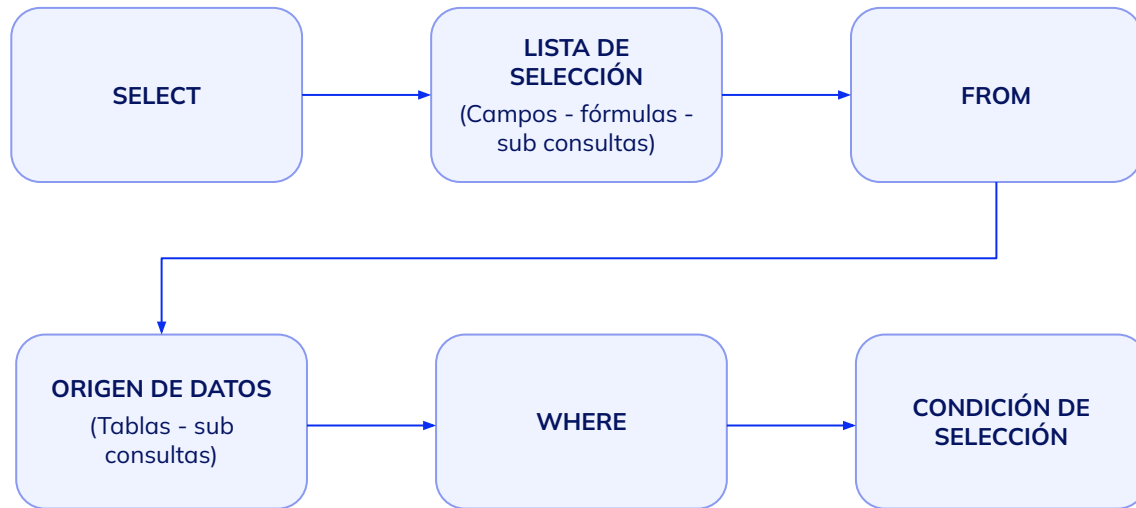 SELECT
LISTA DE
SELECCIÓN
(Campos - fórmulas -
sub consultas)
FROM
ORIGEN DE DATOS
(Tablas - sub
consultas)
WHERE
CONDICIÓN DE
SELECCIÓN